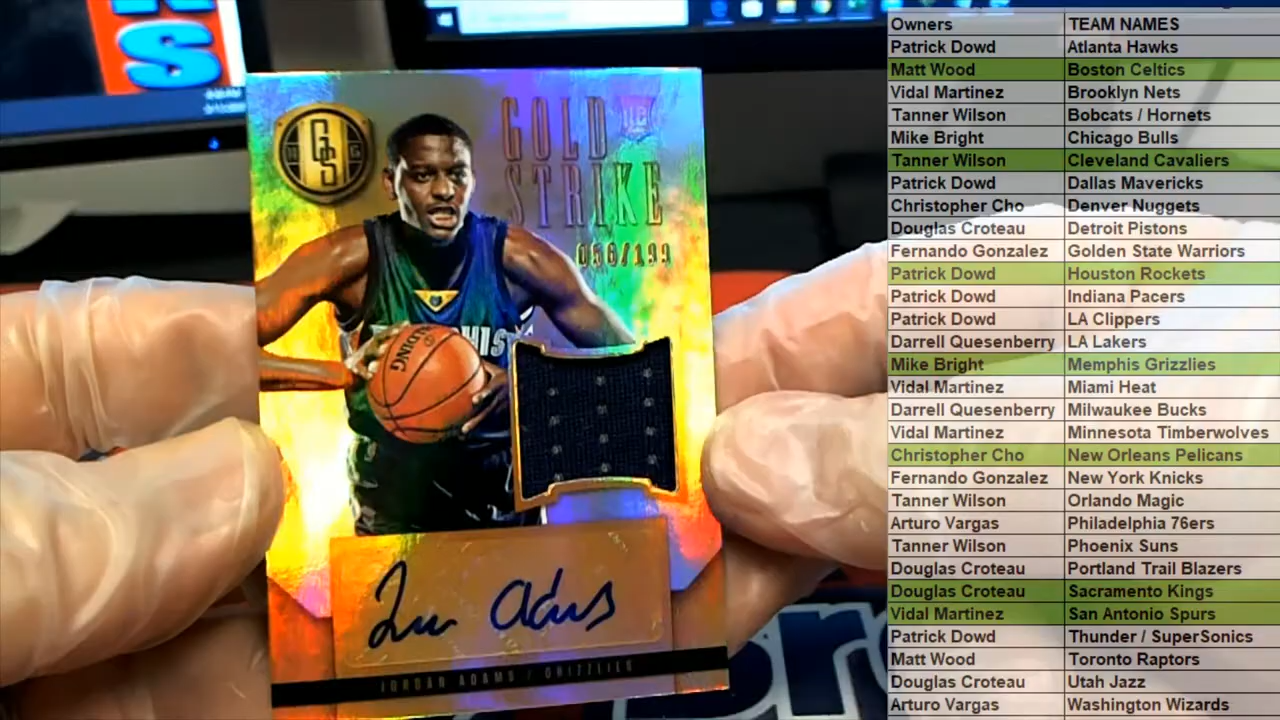 S
GOLD
STRIKE
GS
056/199
SPALDING
Jordan Adams
JORDAN ADAMS / GRIZZLIES
Owners TEAM NAMES
Patrick Dowd Atlanta Hawks
Matt Wood Boston Celtics
Vidal Martinez Brooklyn Nets
Tanner Wilson Bobcats / Hornets
Mike Bright Chicago Bulls
Tanner Wilson Cleveland Cavaliers
Patrick Dowd Dallas Mavericks
Christopher Cho Denver Nuggets
Douglas Croteau Detroit Pistons
Fernando Gonzalez Golden State Warriors
Patrick Dowd Houston Rockets
Patrick Dowd Indiana Pacers
Patrick Dowd LA Clippers
Darrell Quesenberry LA Lakers
Mike Bright Memphis Grizzlies
Vidal Martinez Miami Heat
Darrell Quesenberry Milwaukee Bucks
Vidal Martinez Minnesota Timberwolves
Christopher Cho New Orleans Pelicans
Fernando Gonzalez New York Knicks
Tanner Wilson Orlando Magic
Arturo Vargas Philadelphia 76ers
Tanner Wilson Phoenix Suns
Douglas Croteau Portland Trail Blazers
Douglas Croteau Sacramento Kings
Vidal Martinez San Antonio Spurs
Patrick Dowd Thunder / SuperSonics
Matt Wood Toronto Raptors
Douglas Croteau Utah Jazz
Arturo Vargas Washington Wizards